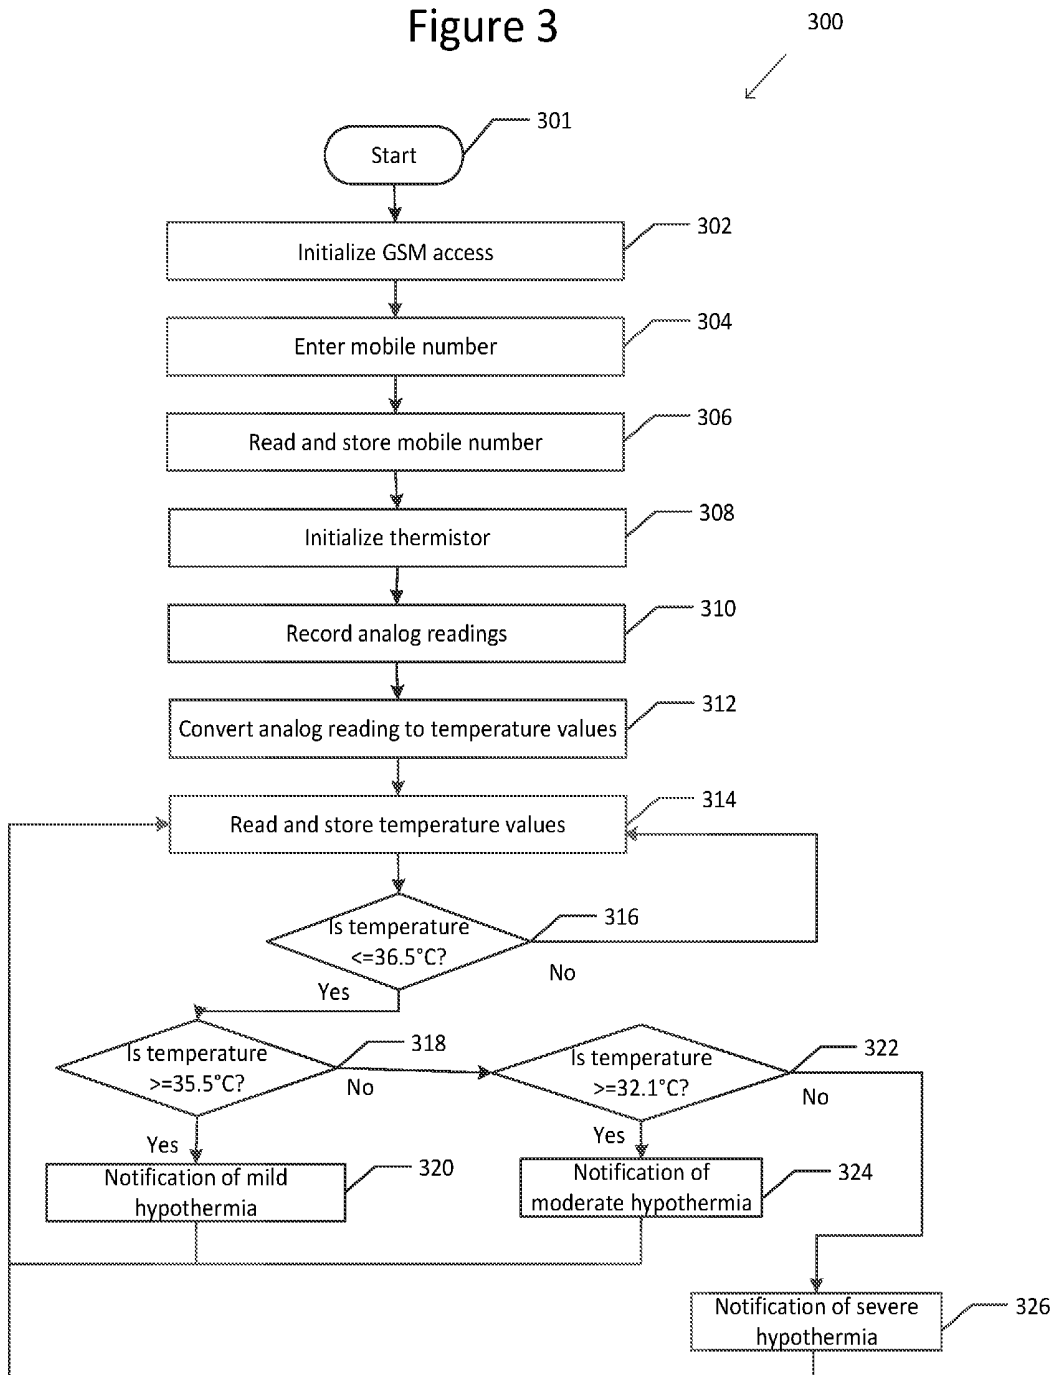 Figure 3
300
301
Start
302
Initialize GSM access
304
Enter mobile number
306
Read and store mobile number
308
Initialize thermistor
310
Record analog readings
312
Convert analog reading to temperature values
314
Read and store temperature values
316
Is temperature
<=36.5°C?
No
Yes
318
Is temperature
>=35.5°C?
No
322
Is temperature
>=32.1°C?
No
Yes
Yes
320
Notification of mild
hypothermia
324
Notification of
moderate hypothermia
326
Notification of severe
hypothermia